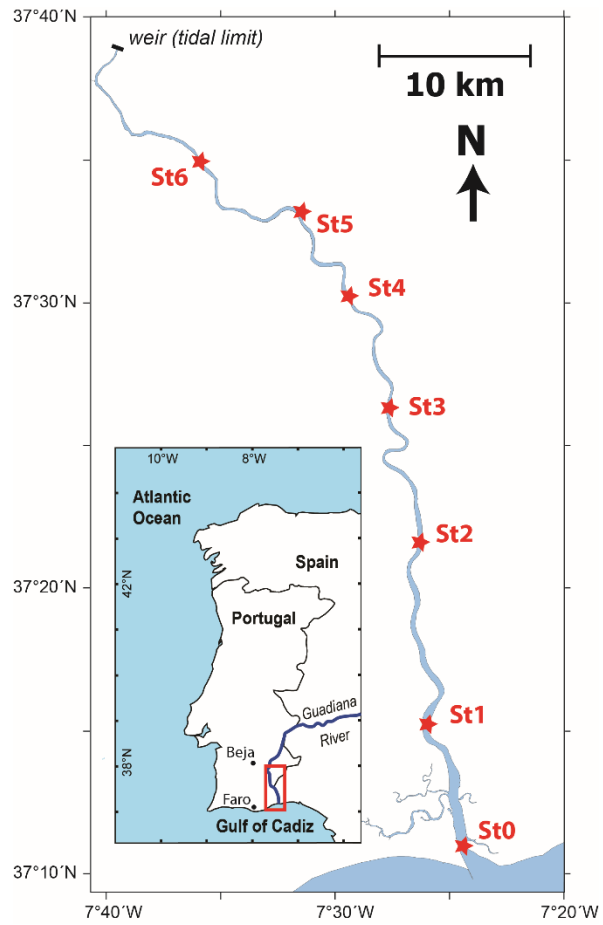 37°40´N
weir (tidal limit)
10 km
N
St6
St5
St4
37°30´N
St3
St2
37°20´N
St1
St0
37°10´N
7°40´W
7°30´W
7°20´W
10°W
8°W
Atlantic
Ocean
Spain
42°N
Portugal
Guadiana
River
Beja
38°N
Faro
Gulf of Cadiz